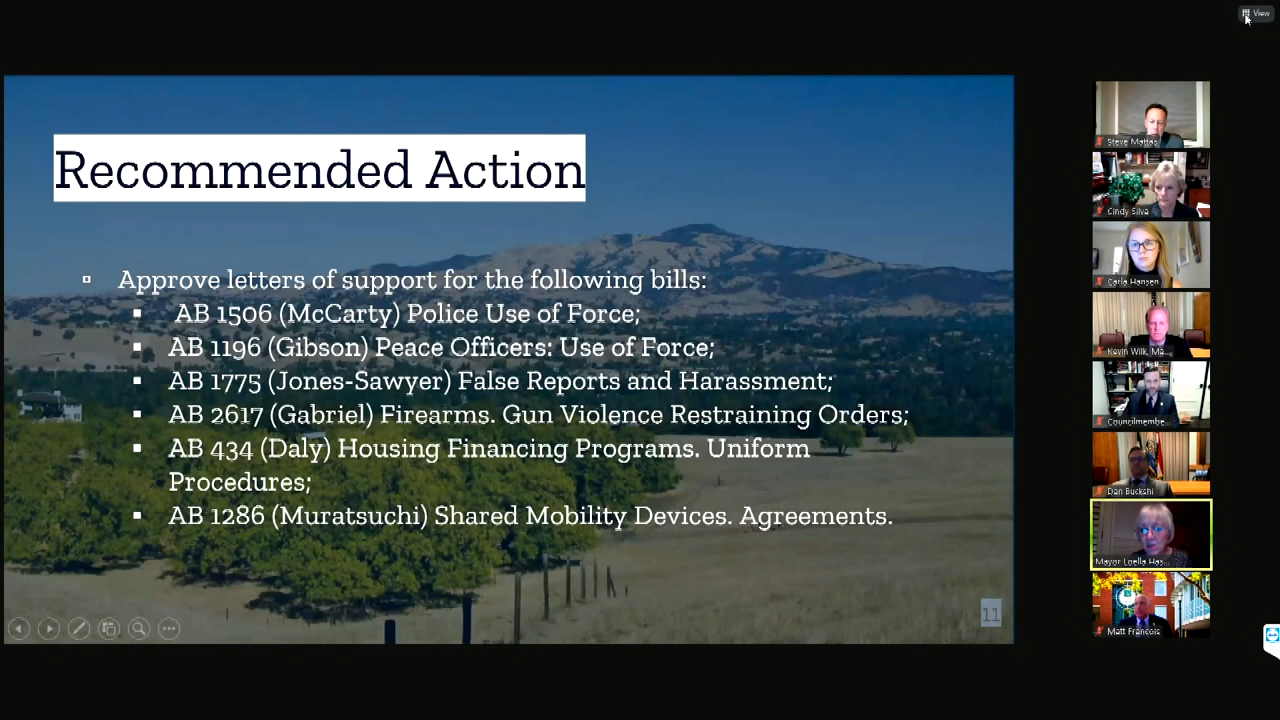 View
Recommended Action
Approve letters of support for the following bills:
AB 1506 (McCarty) Police Use of Force;
AB 1196 (Gibson) Peace Officers: Use of Force;
AB 1775 (Jones-Sawyer) False Reports and Harassment;
AB 2617 (Gabriel) Firearms. Gun Violence Restraining Orders;
AB 434 (Daly) Housing Financing Programs. Uniform
Procedures;
AB 1286 (Muratsuchi) Shared Mobility Devices. Agreements.
11
Steve Mattas
Cindy Silva
Carla Hansen
Kevin Wilk, Ma...
Councilmembe...
Dan Buckshi
Mayor Loella Has...
Matt Francois